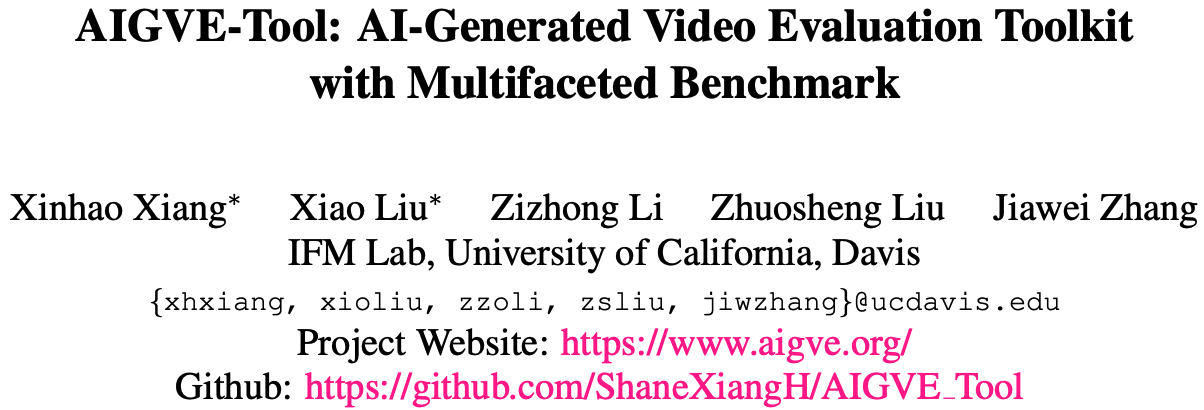 AIGVE-Tool: AI-Generated Video Evaluation Toolkit
with Multifaceted Benchmark
Xinhao Xiang* Xiao Liu* Zizhong Li Zhuosheng Liu Jiawei Zhang
IFM Lab, University of California, Davis
{xhxiang, xioliu, zzoli, zsliu, jiwzhang}@ucdavis.edu
Project Website: https://www.aigve.org/
Github: https://github.com/ShaneXiangH/AIGVE_Tool